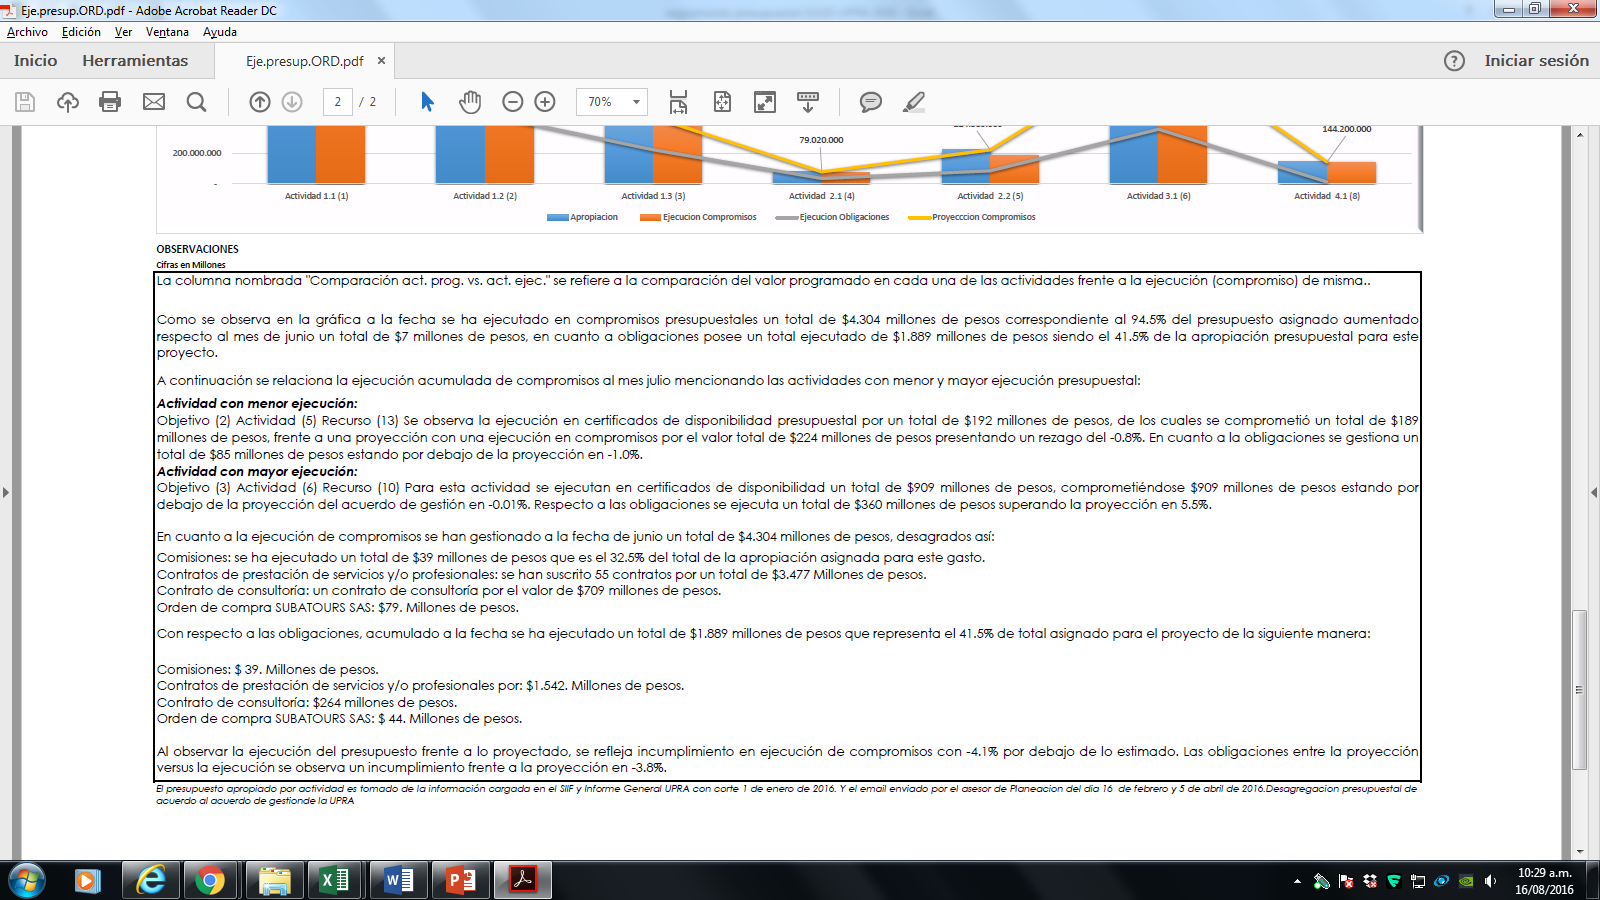 Eje.presup.ORD.pdf - Adobe Acrobat Reader DC
Archivo Edición Ver Ventana Ayuda
Inicio Herramientas Eje.presup.ORD.pdf × ? Iniciar sesión
2 / 2 70%
79.020.000
144.200.000
200.000.000
-
Actividad 1.1 (1) Actividad 1.2 (2) Actividad 1.3 (3) Actividad 2.1 (4) Actividad 2.2 (5) Actividad 3.1 (6) Actividad 4.1 (8)
Apropiacion Ejecucion Compromisos Ejecucion Obligaciones Proyecccion Compromisos
OBSERVACIONES
Cifras en Millones
La columna nombrada "Comparación act. prog. vs. act. ejec." se refiere a la comparación del valor programado en cada una de las actividades frente a la ejecución (compromiso) de misma..
Como se observa en la gráfica a la fecha se ha ejecutado en compromisos presupuestales un total de $4.304 millones de pesos correspondiente al 94.5% del presupuesto asignado aumentado
respecto al mes de junio un total de $7 millones de pesos, en cuanto a obligaciones posee un total ejecutado de $1.889 millones de pesos siendo el 41.5% de la apropiación presupuestal para este
proyecto.
A continuación se relaciona la ejecución acumulada de compromisos al mes julio mencionando las actividades con menor y mayor ejecución presupuestal:
Actividad con menor ejecución:
Objetivo (2) Actividad (5) Recurso (13) Se observa la ejecución en certificados de disponibilidad presupuestal por un total de $192 millones de pesos, de los cuales se comprometió un total de $189
millones de pesos, frente a una proyección con una ejecución en compromisos por el valor total de $224 millones de pesos presentando un rezago del -0.8%. En cuanto a la obligaciones se gestiona un
total de $85 millones de pesos estando por debajo de la proyección en -1.0%.
Actividad con mayor ejecución:
Objetivo (3) Actividad (6) Recurso (10) Para esta actividad se ejecutan en certificados de disponibilidad un total de $909 millones de pesos, comprometiéndose $909 millones de pesos estando por
debajo de la proyección del acuerdo de gestión en -0.01%. Respecto a las obligaciones se ejecuta un total de $360 millones de pesos superando la proyección en 5.5%.
En cuanto a la ejecución de compromisos se han gestionado a la fecha de junio un total de $4.304 millones de pesos, desagrados así:
Comisiones: se ha ejecutado un total de $39 millones de pesos que es el 32.5% del total de la apropiación asignada para este gasto.
Contratos de prestación de servicios y/o profesionales: se han suscrito 55 contratos por un total de $3.477 Millones de pesos.
Contrato de consultoría: un contrato de consultoría por el valor de $709 millones de pesos.
Orden de compra SUBATOURS SAS: $79. Millones de pesos.
Con respecto a las obligaciones, acumulado a la fecha se ha ejecutado un total de $1.889 millones de pesos que representa el 41.5% de total asignado para el proyecto de la siguiente manera:
Comisiones: $ 39. Millones de pesos.
Contratos de prestación de servicios y/o profesionales por: $1.542. Millones de pesos.
Contrato de consultoría: $264 millones de pesos.
Orden de compra SUBATOURS SAS: $ 44. Millones de pesos.
Al observar la ejecución del presupuesto frente a lo proyectado, se refleja incumplimiento en ejecución de compromisos con -4.1% por debajo de lo estimado. Las obligaciones entre la proyección
versus la ejecución se observa un incumplimiento frente a la proyección en -3.8%.
El presupuesto apropiado por actividad es tomado de la información cargada en el SIIF y Informe General UPRA con corte 1 de enero de 2016. Y el email enviado por el asesor de Planeacion del dia 16 de febrero y 5 de abril de 2016.Desagregacion presupuestal de
acuerdo al acuerdo de gestionde la UPRA
10:29 a.m.
16/08/2016